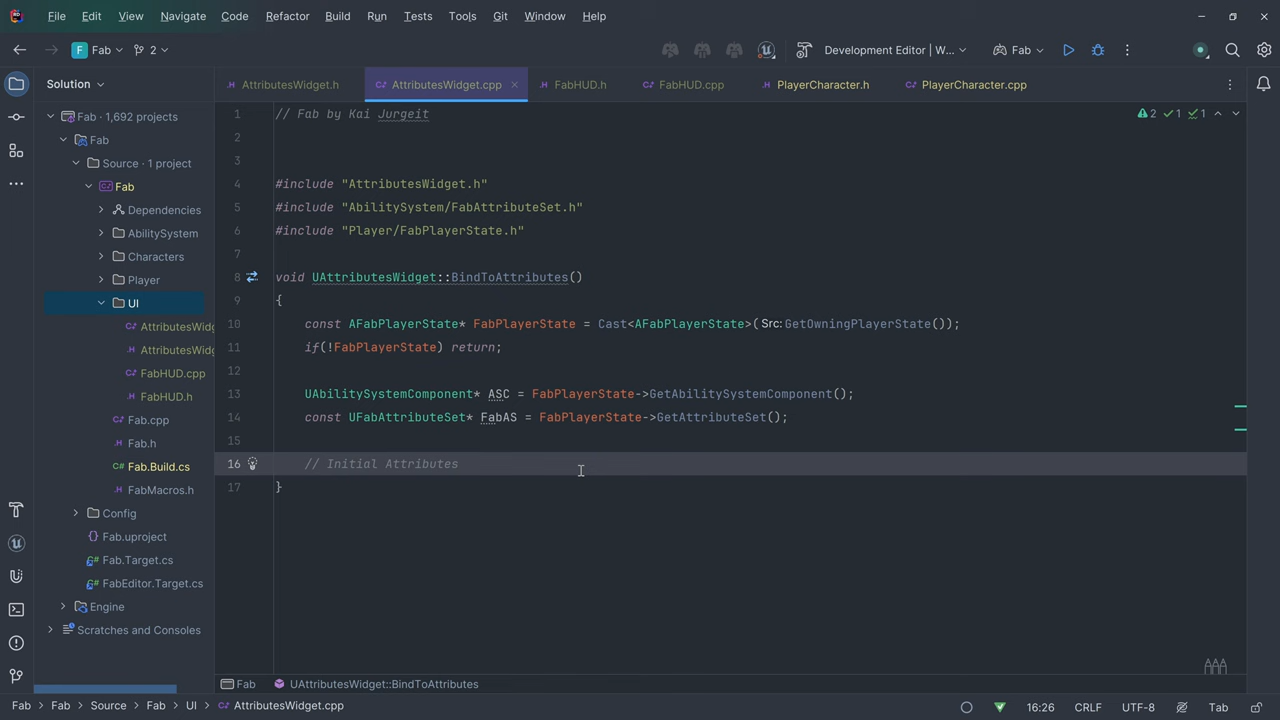 File Edit View Navigate Code Refactor Build Run Tests Tools Git Window Help
F Fab 2 Development Editor | W... Fab
Solution
AttributesWidget.h AttributesWidget.cpp FabHUD.h FabHUD.cpp PlayerCharacter.h PlayerCharacter.cpp
Fab · 1,692 projects
Fab
Source · 1 project
Fab
Dependencies
AbilitySystem
Characters
Player
UI
AttributesWidg
AttributesWidg
FabHUD.cpp
FabHUD.h
Fab.cpp
Fab.h
Fab.Build.cs
FabMacros.h
Config
Fab.uproject
Fab.Target.cs
FabEditor.Target.cs
Engine
Scratches and Consoles
2 1 1
1 // Fab by Kai Jurgeit
2
3
4 #include "AttributesWidget.h"
5 #include "AbilitySystem/FabAttributeSet.h"
6 #include "Player/FabPlayerState.h"
7
8 void UAttributesWidget::BindToAttributes()
9 {
10 const AFabPlayerState* FabPlayerState = Cast<AFabPlayerState>(Src: GetOwningPlayerState());
11 if(!FabPlayerState) return;
12
13 UAbilitySystemComponent* ASC = FabPlayerState->GetAbilitySystemComponent();
14 const UFabAttributeSet* FabAS = FabPlayerState->GetAttributeSet();
15
16 // Initial Attributes
17 }
Fab UAttributesWidget::BindToAttributes
Fab Fab Source Fab UI AttributesWidget.cpp 16:26 CRLF UTF-8 Tab